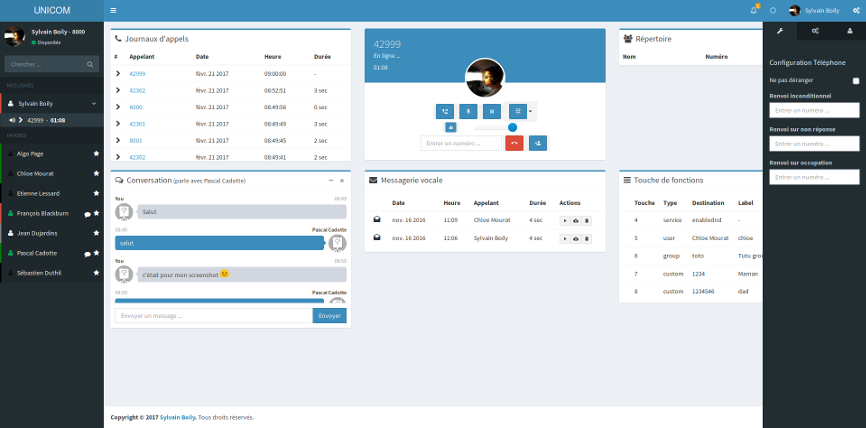 UNICOM
1
Sylvain Boily
Sylvain Boily - 8000
Disponible
Chercher ...
MES LIGNES
Sylvain Boily
42999 - 01:08
FAVORIS
Algo Page
Chloe Mourat
Etienne Lessard
François Blackburn
Jean Dujardins
Pascal Cadotte
Sébastien Duthil
Journaux d'appels
# Appelant Date Heure Durée
42999 févr. 21 2017 09:00:00 -
42302 févr. 21 2017 08:52:51 3 sec
6006 févr. 21 2017 08:49:56 0 sec
42301 févr. 21 2017 08:49:49 3 sec
8001 févr. 21 2017 08:49:45 2 sec
42302 févr. 21 2017 08:49:41 2 sec
42999
En ligne ...
01:08
Entrer un numéro ...
Répertoire
Nom Numéro
Conversation (parle avec Pascal Cadotte)
You 08:49
Salut
08:49 Pascal Cadotte
salut
You 08:50
c'était pour mon screenshot
08:50 Pascal Cadotte
Envoyer un message ...
Envoyer
Messagerie vocale
Date Heure Appelant Durée Actions
nov. 16 2016 11:09 Chloe Mourat 4 sec
nov. 16 2016 11:06 Sylvain Boily 4 sec
Touche de fonctions
Touche Type Destination Label
4 service enablednd -
5 user Chloe Mourat chloe
6 group toto Tutu grou
7 custom 1234 Maman
8 custom 1234546 dad
Configuration Téléphone
Ne pas déranger
Renvoi inconditionnel
Entrer un numéro ...
Renvoi sur non réponse
Entrer un numéro ...
Renvoi sur occupation
Entrer un numéro ...
Copyright © 2017 Sylvain Boily. Tous droits réservés.